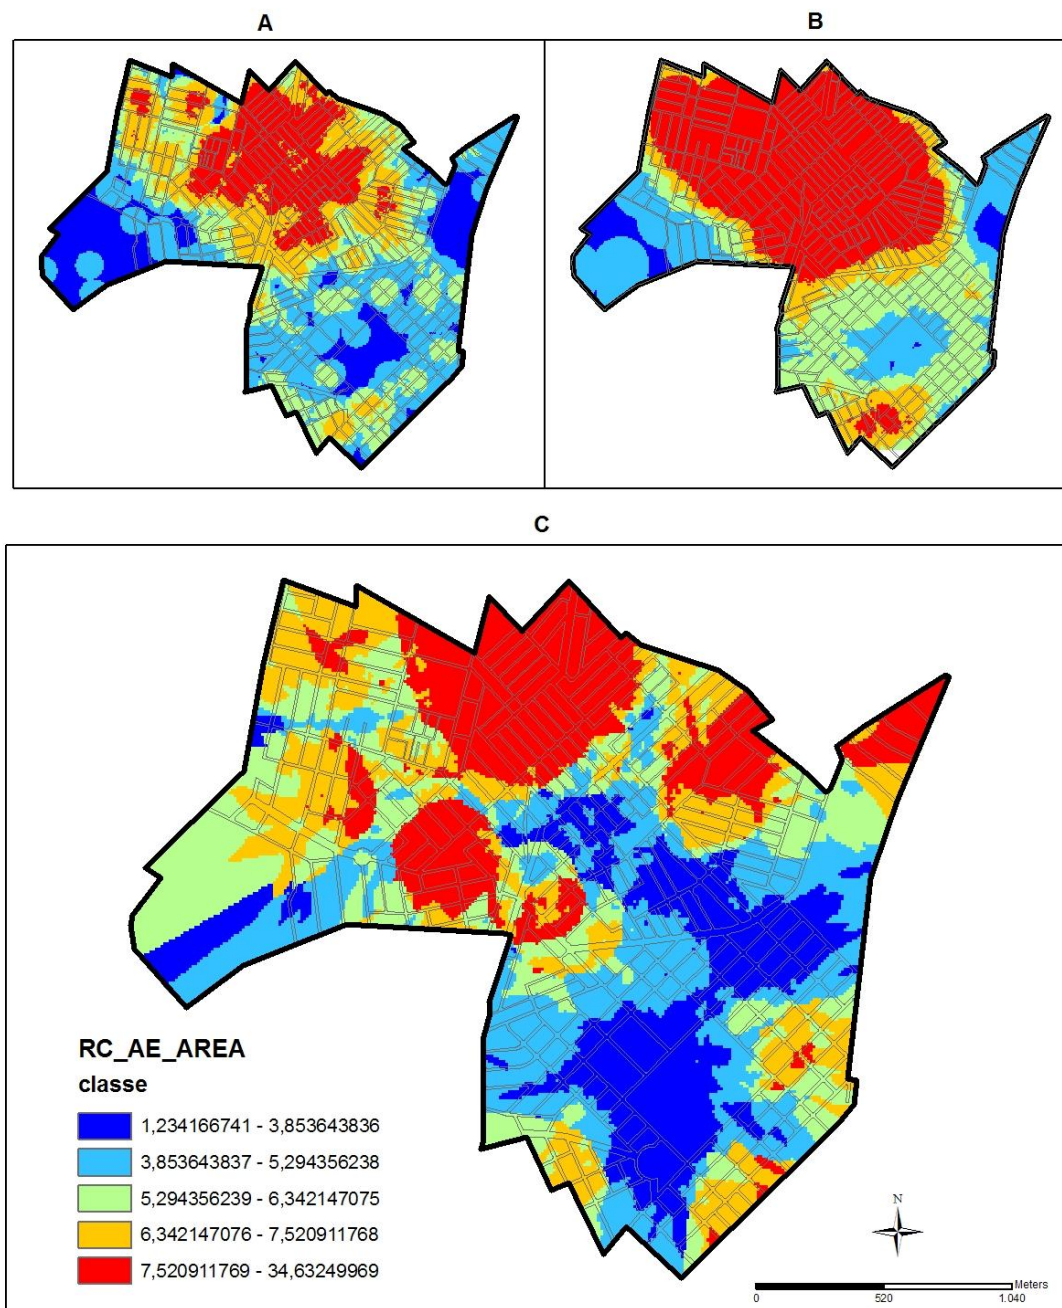 A
B
C
RC_AE_AREA
classe
1,234166741 - 3,853643836
3,853643837 - 5,294356238
5,294356239 - 6,342147075
6,342147076 - 7,520911768
7,520911769 - 34,63249969
N
Meters
0 520 1.040